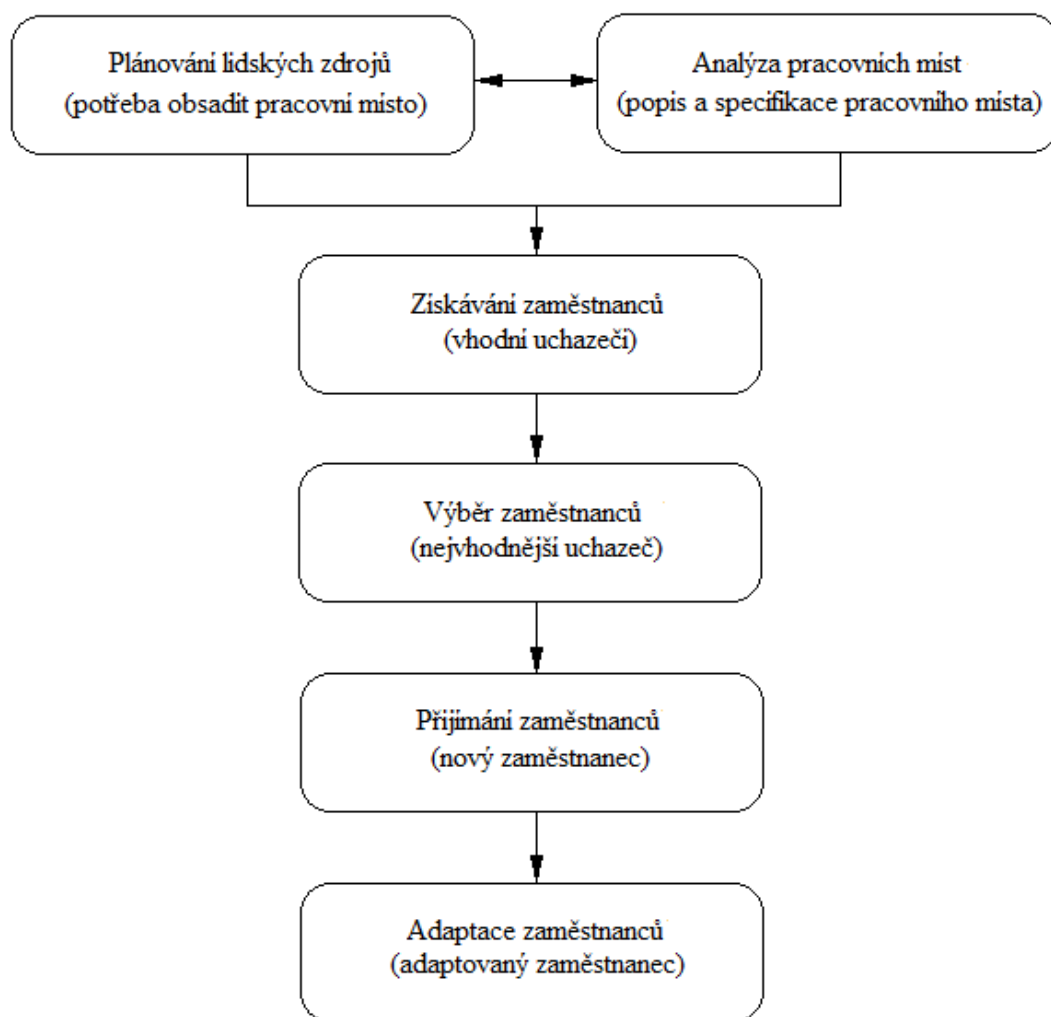 Plánování lidských zdrojů
(potřeba obsadit pracovní místo)
Analýza pracovních míst
(popis a specifikace pracovního místa)
Získávání zaměstnanců
(vhodní uchazeči)
Výběr zaměstnanců
(nejvhodnější uchazeč)
Přijímání zaměstnanců
(nový zaměstnanec)
Adaptace zaměstnanců
(adaptovaný zaměstnanec)